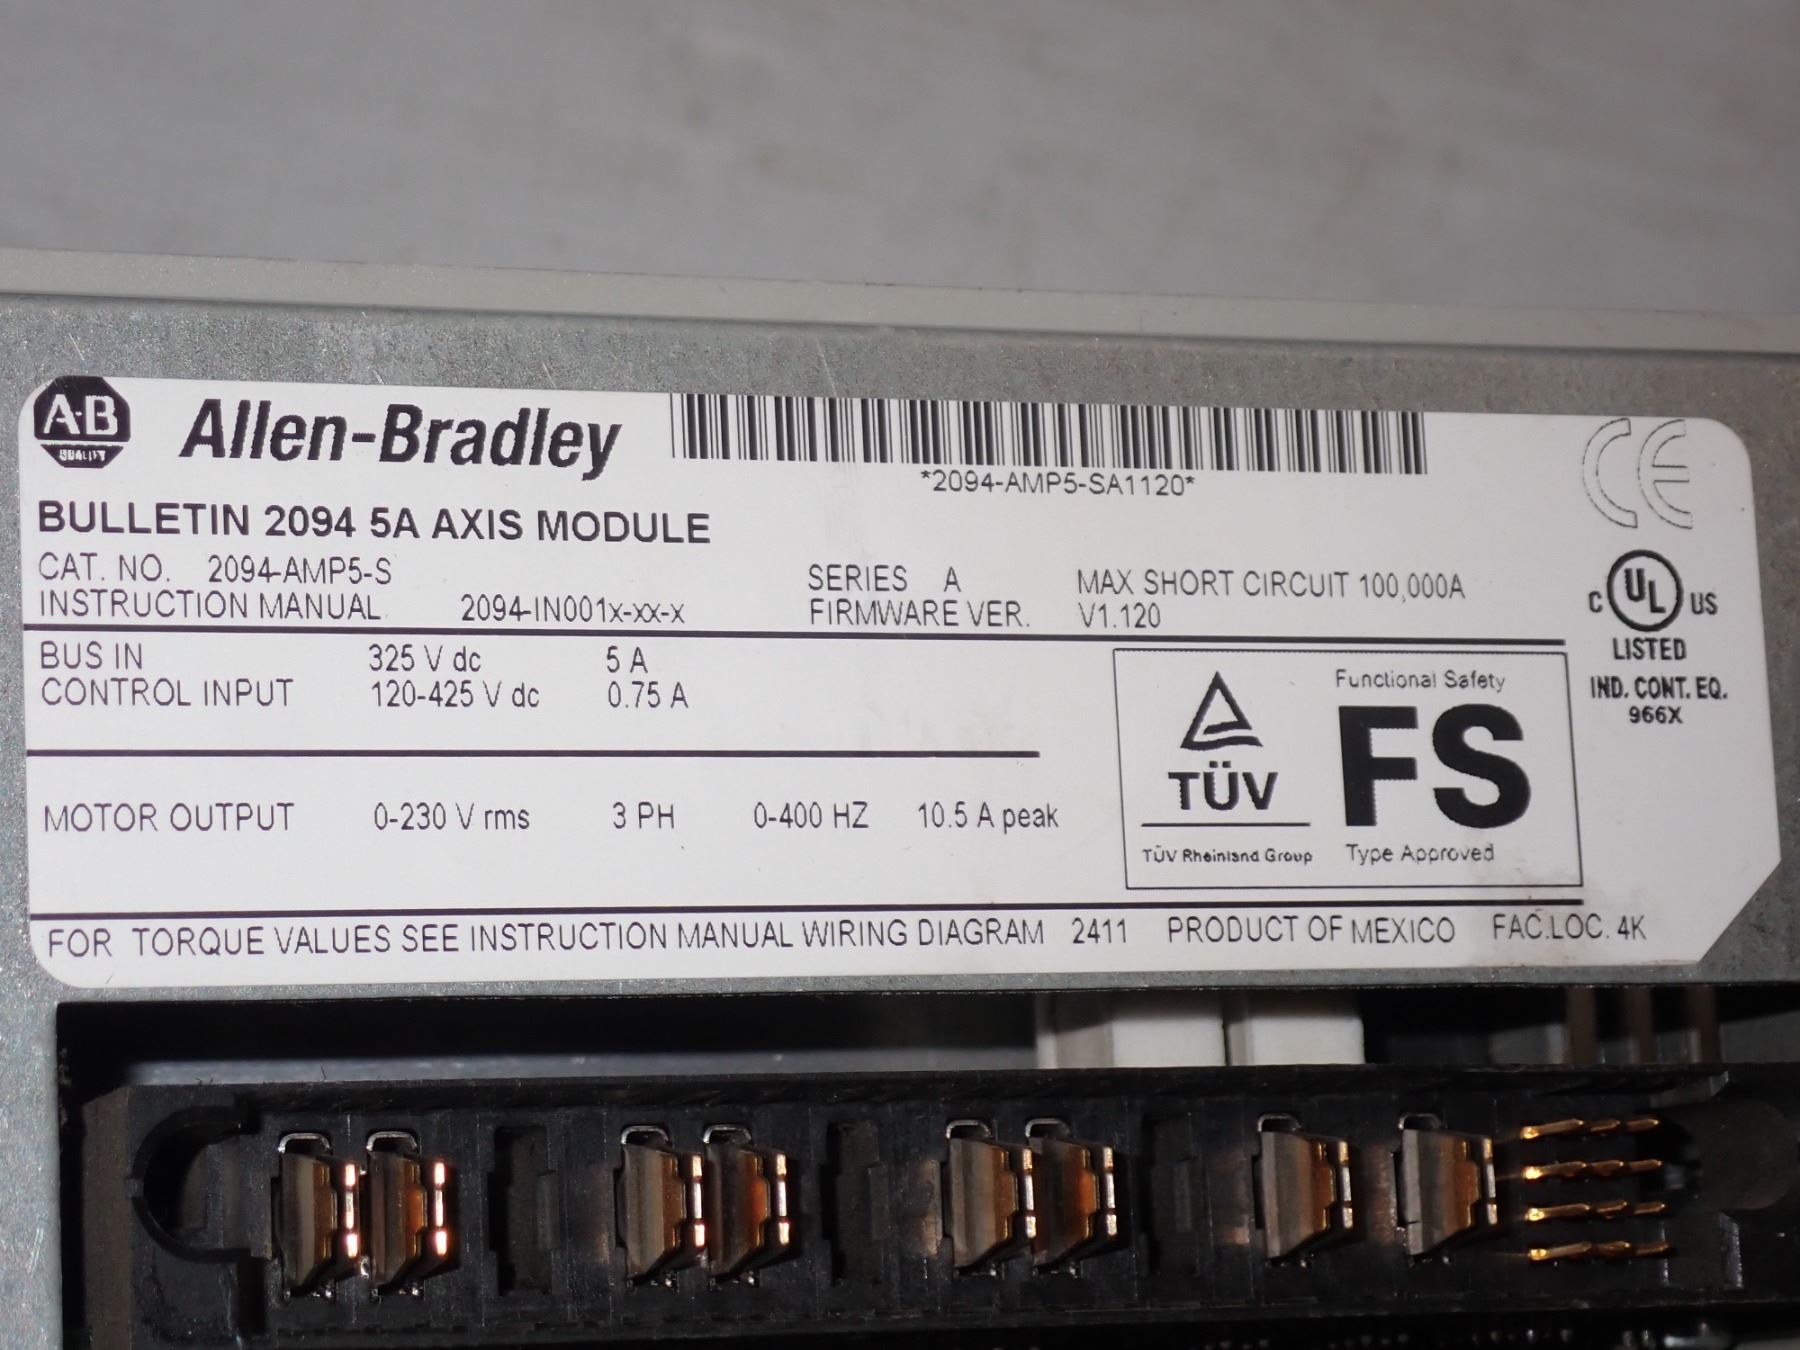 A-B
QUALITY
Allen-Bradley
*2094-AMP5-SA1120*
CE
BULLETIN 2094 5A AXIS MODULE
CAT. NO. 2094-AMP5-S
SERIES A
MAX SHORT CIRCUIT 100,000A
INSTRUCTION MANUAL 2094-IN001x-xx-x
FIRMWARE VER. V1.120
C UL US
LISTED
IND. CONT. EQ.
966X
BUS IN 325 V dc 5 A
CONTROL INPUT 120-425 V dc 0.75 A
MOTOR OUTPUT 0-230 V rms 3 PH 0-400 HZ 10.5 A peak
TÜV
TÜV Rheinland Group
Functional Safety
FS
Type Approved
FOR TORQUE VALUES SEE INSTRUCTION MANUAL WIRING DIAGRAM 2411 PRODUCT OF MEXICO FAC.LOC. 4K